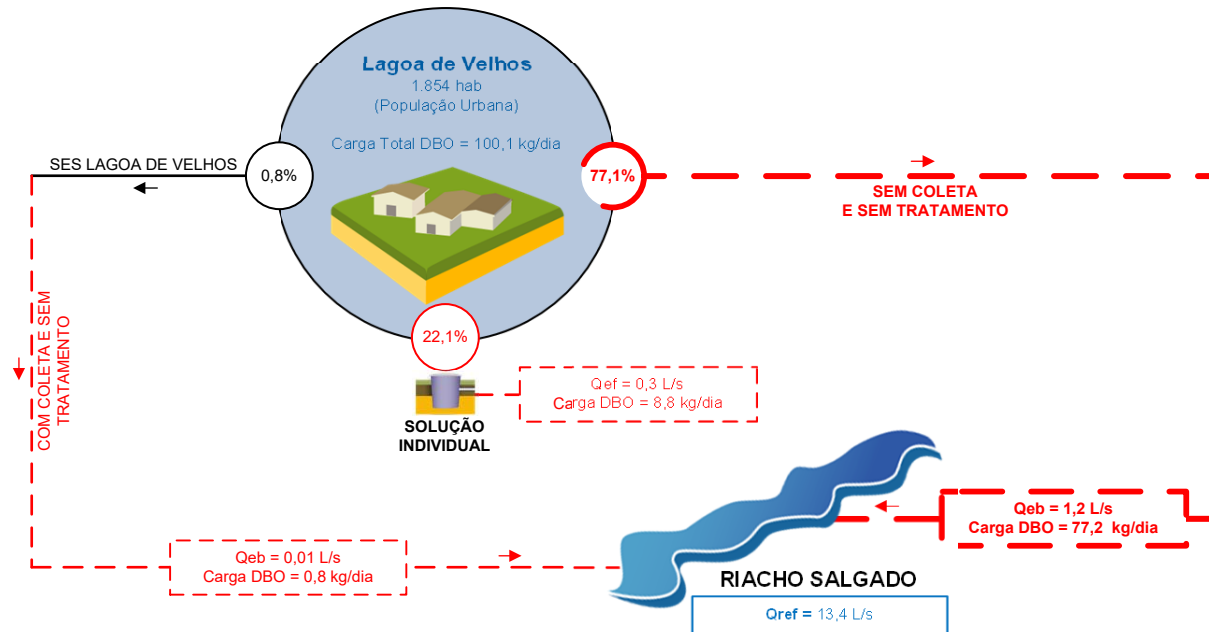 Lagoa de Velhos
1.854 hab
(População Urbana)
Carga Total DBO = 100,1 kg/dia
SES LAGOA DE VELHOS
0,8%
77,1%
SEM COLETA
E SEM TRATAMENTO
COM COLETA E SEM
TRATAMENTO
22,1%
Qef = 0,3 L/s
Carga DBO = 8,8 kg/dia
SOLUÇÃO
INDIVIDUAL
Qeb = 1,2 L/s
Carga DBO = 77,2 kg/dia
Qeb = 0,01 L/s
Carga DBO = 0,8 kg/dia
RIACHO SALGADO
Qref = 13,4 L/s